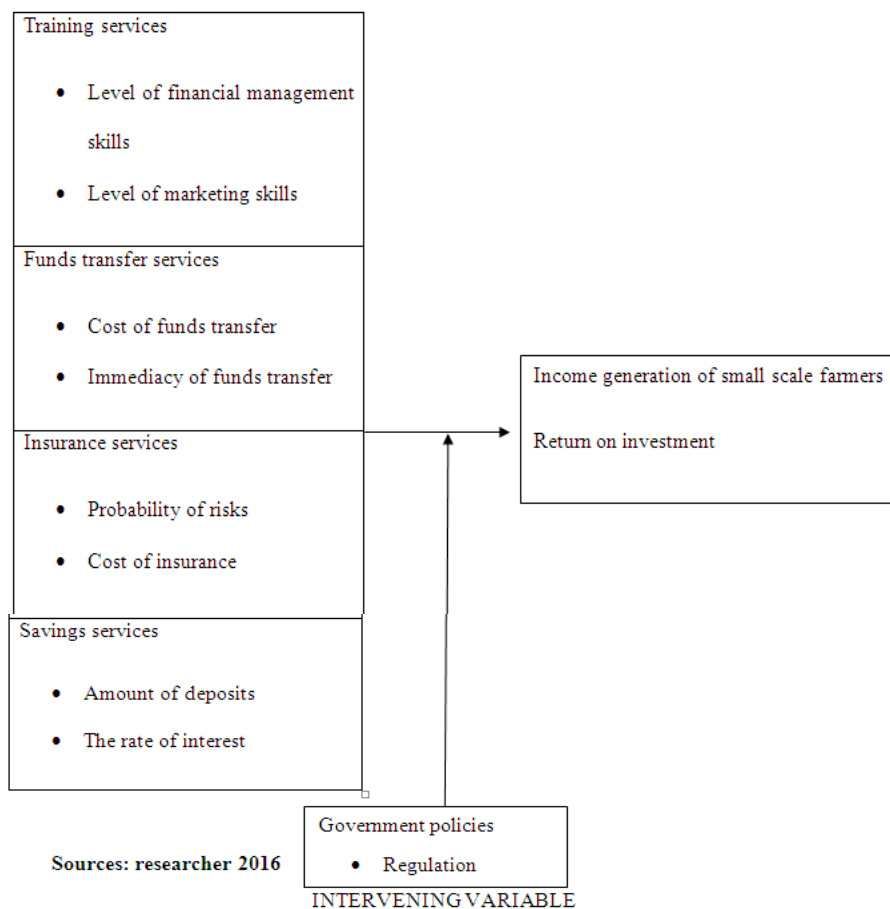 Training services
• Level of financial management
skills
• Level of marketing skills
Funds transfer services
• Cost of funds transfer
• Immediacy of funds transfer
Insurance services
• Probability of risks
• Cost of insurance
Savings services
• Amount of deposits
• The rate of interest
Income generation of small scale farmers
Return on investment
Government policies
• Regulation
INTERVENING VARIABLE
Sources: researcher 2016